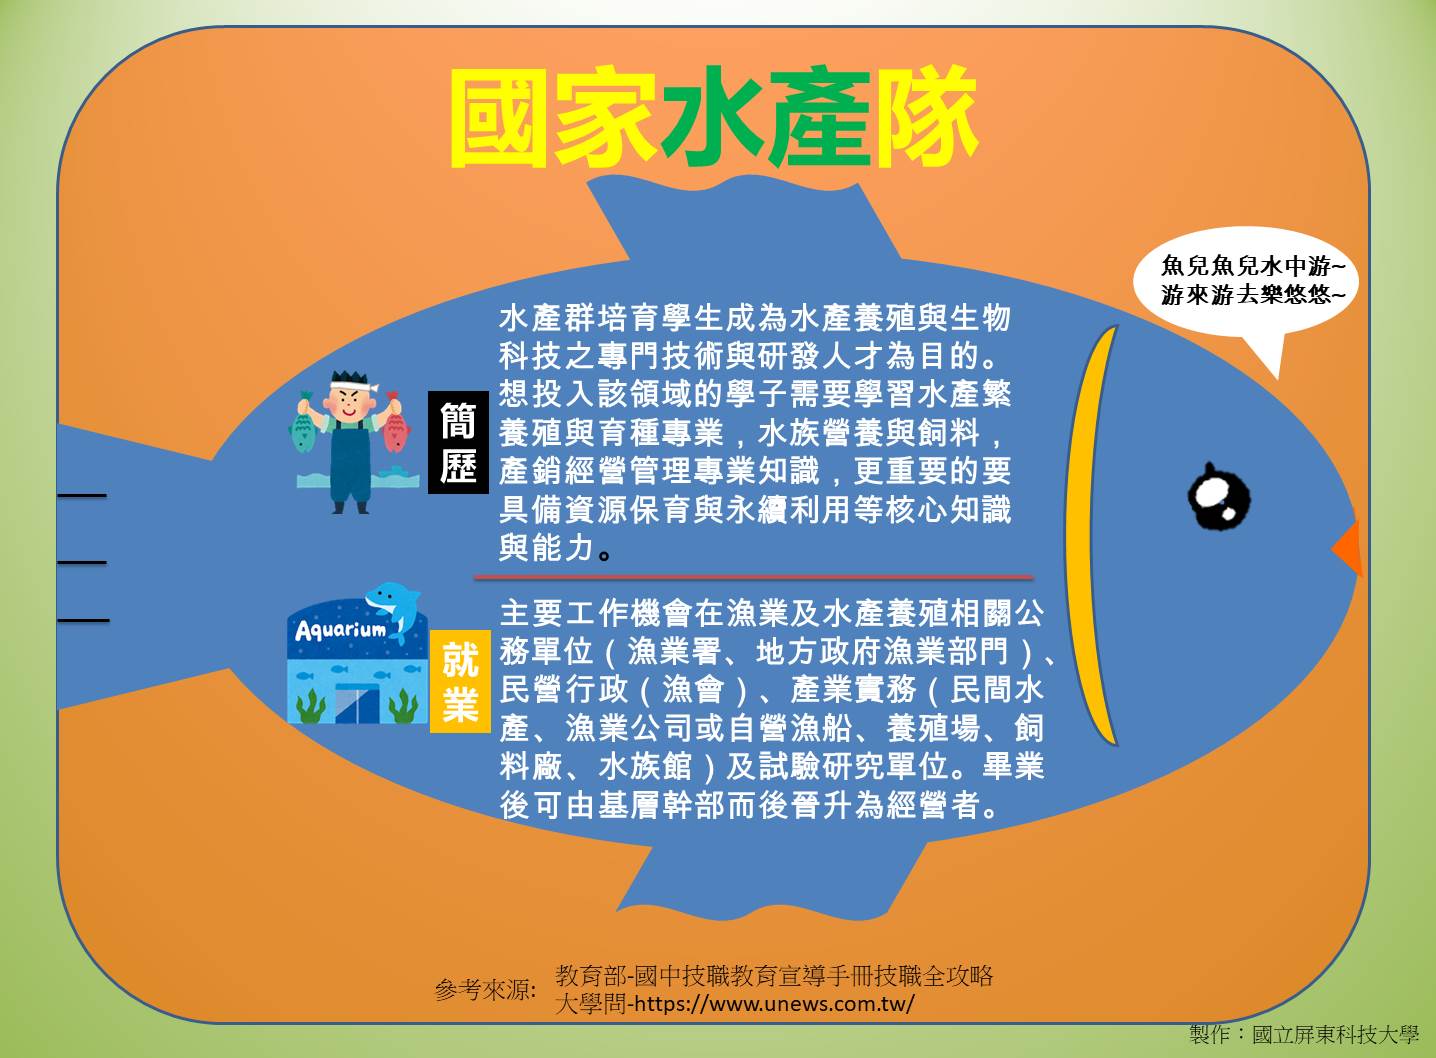 國家水產隊
魚兒魚兒水中游~
游來游去樂悠悠~
簡歷
水產群培育學生成為水產養殖與生物
科技之專門技術與研發人才為目的。
想投入該領域的學子需要學習水產繁
養殖與育種專業，水族營養與飼料，
產銷經營管理專業知識，更重要的要
具備資源保育與永續利用等核心知識
與能力。
Aquarium
就業
主要工作機會在漁業及水產養殖相關公
務單位（漁業署、地方政府漁業部門）、
民營行政（漁會）、產業實務（民間水
產、漁業公司或自營漁船、養殖場、飼
料廠、水族館）及試驗研究單位。畢業
後可由基層幹部而後晉升為經營者。
參考來源:
教育部-國中技職教育宣導手冊技職全攻略
大學問-https://www.unews.com.tw/
製作：國立屏東科技大學